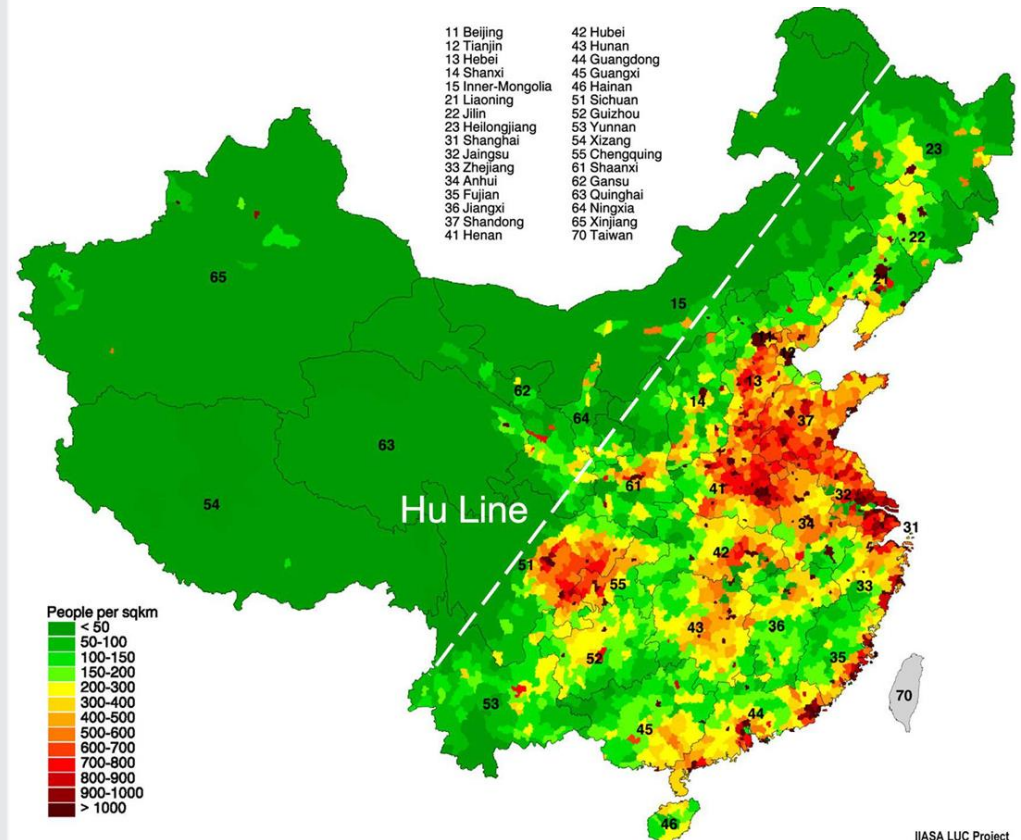 11 Beijing
12 Tianjin
13 Hebei
14 Shanxi
15 Inner-Mongolia
21 Liaoning
22 Jilin
23 Heilongjiang
31 Shanghai
32 Jaingsu
33 Zhejiang
34 Anhui
35 Fujian
36 Jiangxi
37 Shandong
41 Henan
42 Hubei
43 Hunan
44 Guangdong
45 Guangxi
46 Hainan
51 Sichuan
52 Guizhou
53 Yunnan
54 Xizang
55 Chengquing
61 Shaanxi
62 Gansu
63 Quinghai
64 Ningxia
65 Xinjiang
70 Taiwan
23
22
21
65
15
11
12
13
62
14
64
37
63
61
41
32
54
Hu Line
34
31
42
51
55
33
43
36
52
35
53
70
44
45
46
People per sqkm
< 50
50-100
100-150
150-200
200-300
300-400
400-500
500-600
600-700
700-800
800-900
900-1000
> 1000
IIASA LUC Project